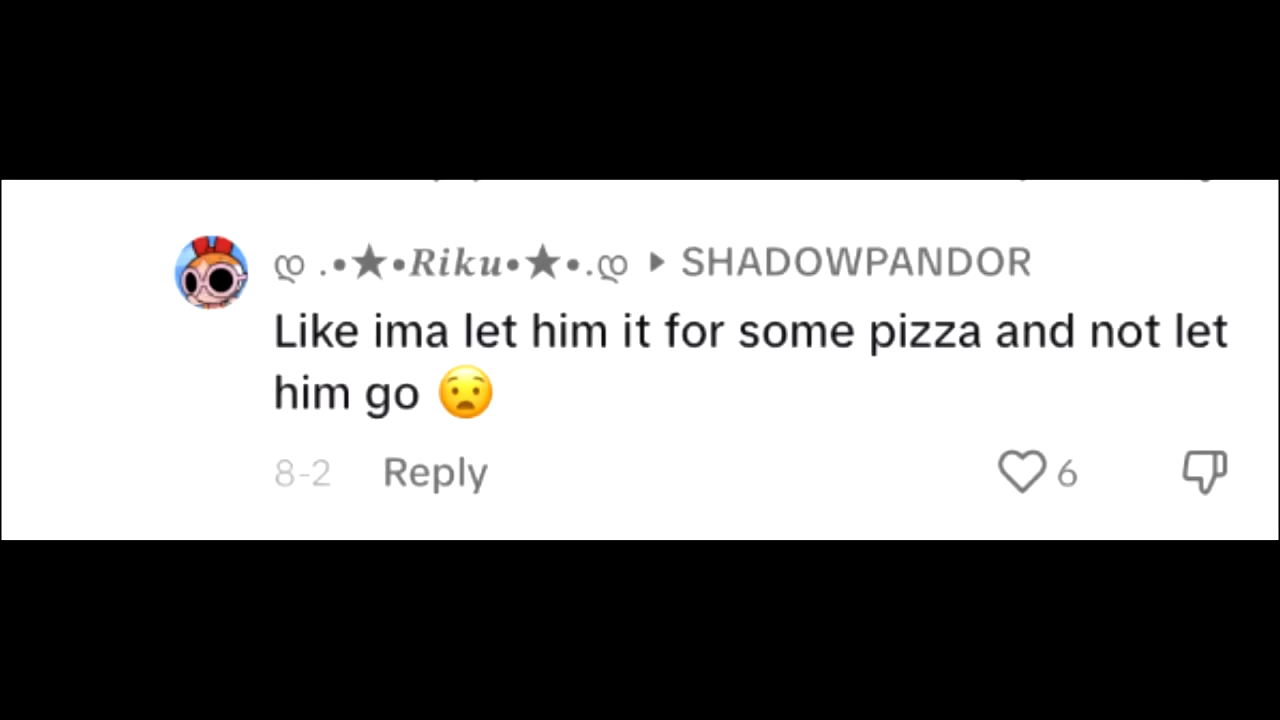 ღ .•★•𝑹𝒊𝒌𝒖•★•.ღ ▸ SHADOWPANDOR
Like ima let him it for some pizza and not let
him go 😧
8-2 Reply 6